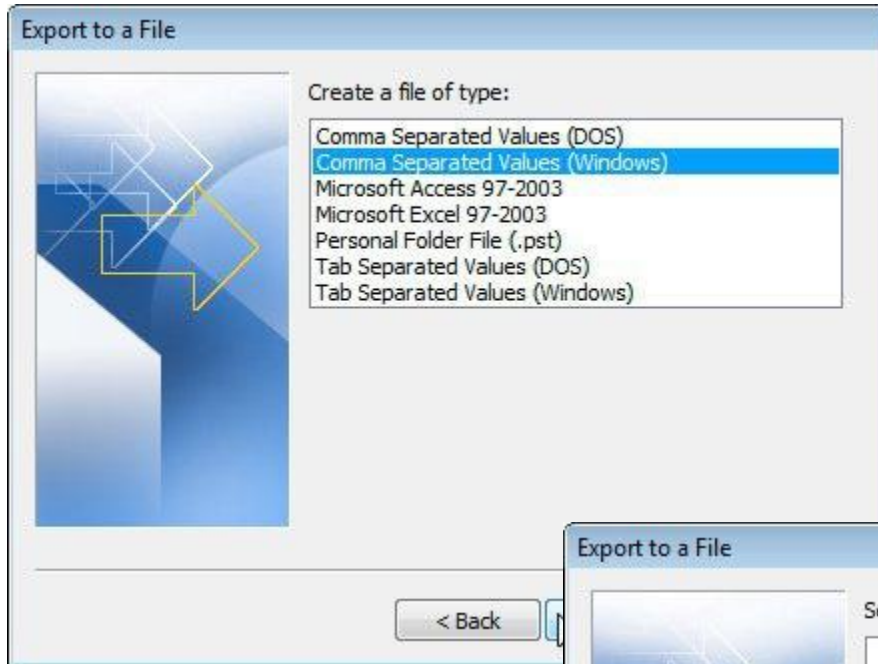 Export to a File
Create a file of type:
Comma Separated Values (DOS)
Comma Separated Values (Windows)
Microsoft Access 97-2003
Microsoft Excel 97-2003
Personal Folder File (.pst)
Tab Separated Values (DOS)
Tab Separated Values (Windows)
Export to a File
< Back